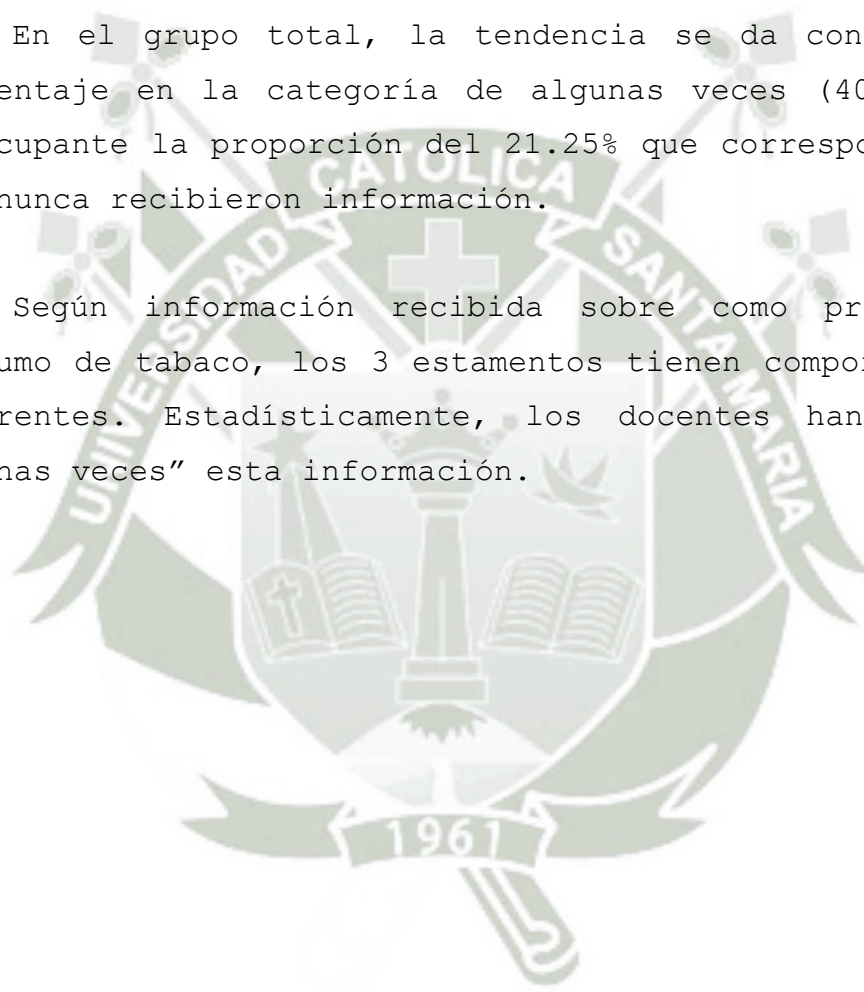 En el grupo total, la tendencia se da con
entaje en la categoría de algunas veces (40
cupante la proporción del 21.25% que correspo
nunca recibieron información.
Según información recibida sobre como pr
umo de tabaco, los 3 estamentos tienen compo
rentes. Estadísticamente, los docentes han
nas veces” esta información.
UNIVERSIDAD CATOLICA SANTA MARIA
1961